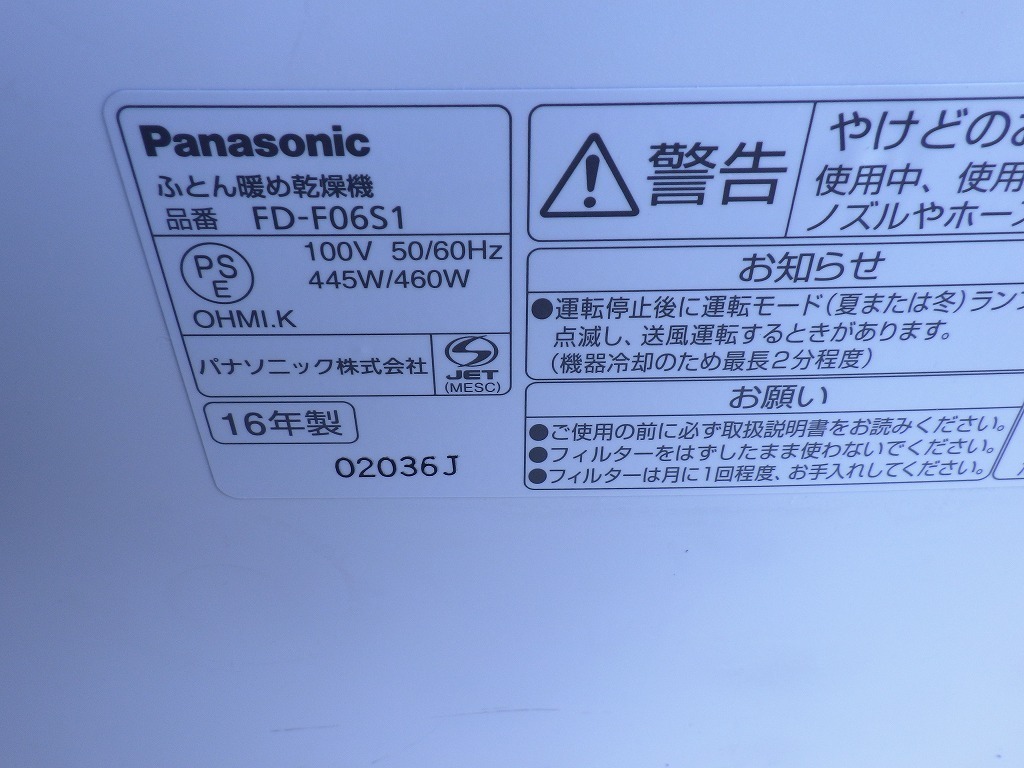 Panasonic
ふとん暖め乾燥機
品番 FD-F06S1
PS
E
100V 50/60Hz
445W/460W
OHMI.K
パナソニック株式会社
JET
(MESC)
16年製
02036J
警告
やけどのお
使用中、使用
ノズルやホース
お知らせ
●運転停止後に運転モード(夏または冬)ランプ
点滅し、送風運転するときがあります。
(機器冷却のため最長2分程度)
お願い
●ご使用の前に必ず取扱説明書をお読みください。
●フィルターをはずしたまま使わないでください。
●フィルターは月に1回程度、お手入れしてください。